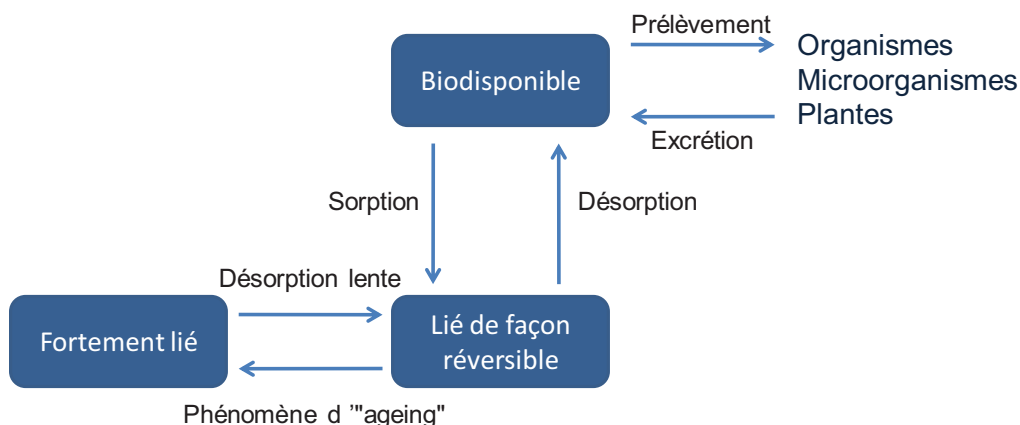 Prélèvement
Organismes
Microorganismes
Plantes
Biodisponible
Excrétion
Sorption
Désorption
Désorption lente
Fortement lié
Lié de façon
réversible
Phénomène d '"ageing"